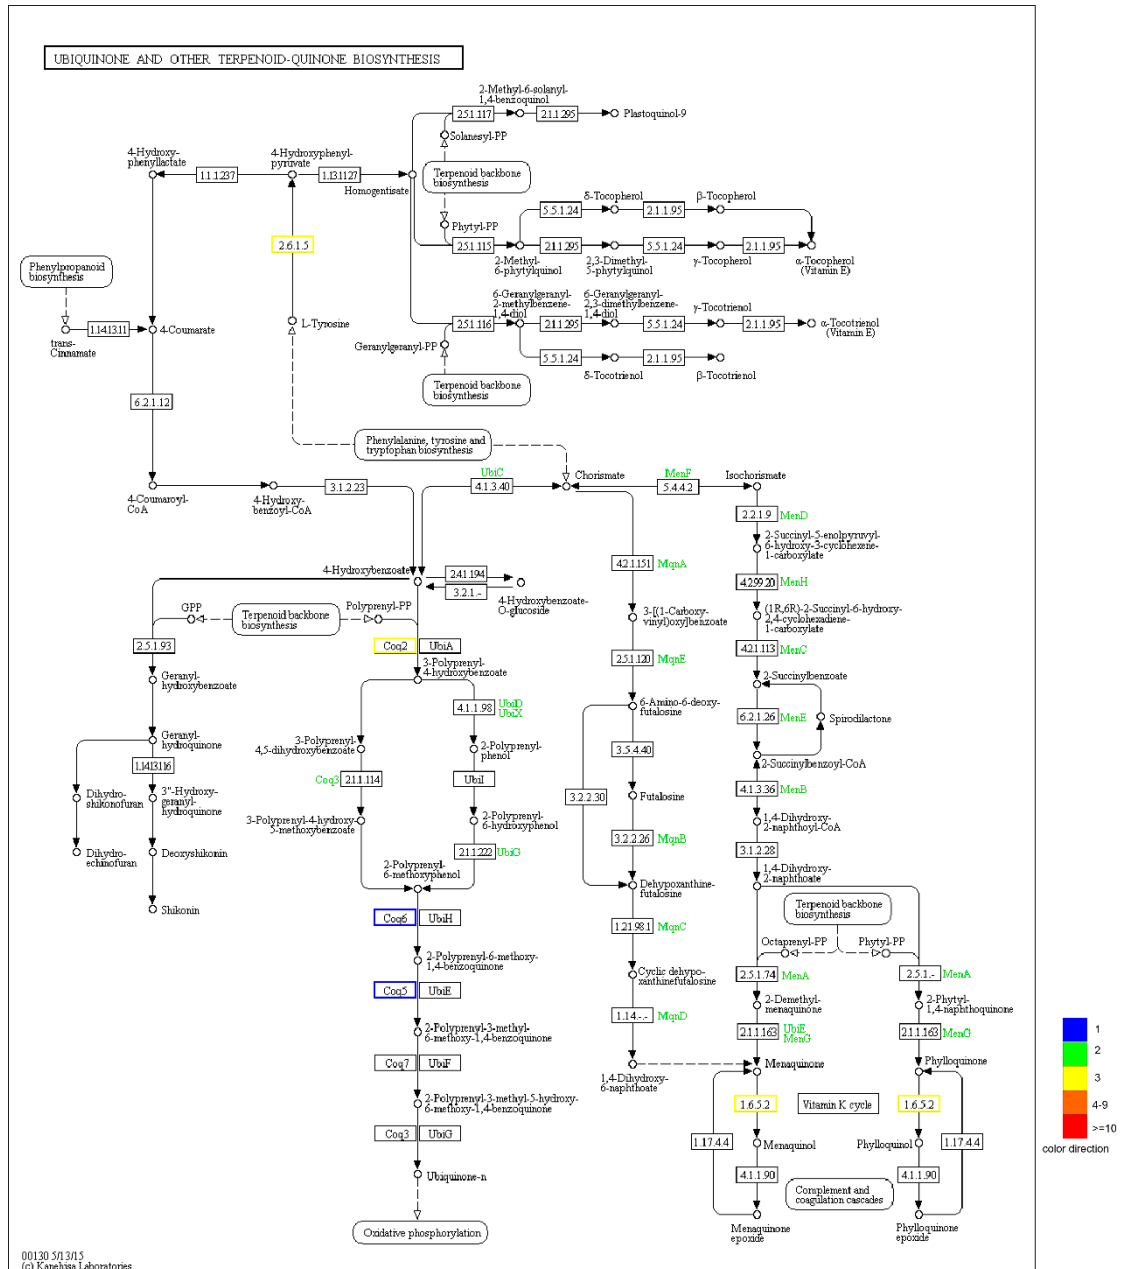 UBIQUINONE AND OTHER TERPENOID-QUINONE BIOSYNTHESIS
2-Methyl-6-solanyl-
1,4-benzoquinol
2.5.1.117
2.1.1.295
Plastoquinol-9
Solanesyl-PP
4-Hydroxy-
phenyllactate
4-Hydroxyphenyl-
pyruvate
1.1.1.237
1.13.11.27
Homogentisate
Terpenoid backbone
biosynthesis
δ-Tocopherol
β-Tocopherol
5.5.1.24
2.1.1.95
Phytyl-PP
2.6.1.5
2.5.1.115
2.1.1.295
5.5.1.24
2.1.1.95
2-Methyl-
6-phytylquinol
2,3-Dimethyl-
5-phytylquinol
γ-Tocopherol
α-Tocopherol
(Vitamin E)
Phenylpropanoid
biosynthesis
6-Geranylgeranyl-
2-methylbenzene-
1,4-diol
6-Geranylgeranyl-
2,3-dimethylbenzene-
1,4-diol
γ-Tocotrienol
L-Tyrosine
1.14.13.11
4-Coumarate
trans-
Cinnamate
2.5.1.116
2.1.1.295
5.5.1.24
2.1.1.95
α-Tocotrienol
(Vitamin E)
Geranylgeranyl-PP
5.5.1.24
2.1.1.95
δ-Tocotrienol
β-Tocotrienol
Terpenoid backbone
biosynthesis
6.2.1.12
Phenylalanine, tyrosine and
tryptophan biosynthesis
UbiC
Chorismate
MenF
Isochorismate
3.1.2.23
4.1.3.40
5.4.4.2
4-Coumaroyl-
CoA
4-Hydroxy-
benzoyl-CoA
2.2.1.9
MenD
2-Succinyl-5-enolpyruvyl-
6-hydroxy-3-cyclohexene-
1-carboxylate
4.2.1.151
MqnA
4-Hydroxybenzoate
2.4.1.194
3.2.1.-
4-Hydroxybenzoate-
O-glucoside
4.2.99.20
MenH
GPP
Terpenoid backbone
biosynthesis
Polyprenyl-PP
3-[(1-Carboxy-
vinyl)oxy]benzoate
(1R,6R)-2-Succinyl-6-hydroxy-
2,4-cyclohexadiene-
1-carboxylate
2.5.1.93
Coq2
UbiA
2.5.1.120
MqnE
4.2.1.113
MenC
3-Polyprenyl-
4-hydroxybenzoate
Geranyl-
hydroxybenzoate
2-Succinylbenzoate
4.1.1.98
UbiD
UbiX
6-Amino-6-deoxy-
futalosine
6.2.1.26
MenE
Spirodilactone
Geranyl-
hydroquinone
3-Polyprenyl-
4,5-dihydroxybenzoate
2-Polyprenyl-
phenol
3.5.4.40
2-Succinylbenzoyl-CoA
1.14.13.116
Coq3
2.1.1.114
UbiI
4.1.3.36
MenB
Dihydro-
shikonofuran
3"-Hydroxy-
geranyl-
hydroquinone
3.2.2.30
Futalosine
3-Polyprenyl-4-hydroxy-
5-methoxybenzoate
2-Polyprenyl-
6-hydroxyphenol
1,4-Dihydroxy-
2-naphthoyl-CoA
3.2.2.26
MqnB
Dihydro-
echinofuran
Deoxyshikonin
2.1.1.222
UbiG
3.1.2.28
2-Polyprenyl-
6-methoxyphenol
Dehypoxanthine-
futalosine
1,4-Dihydroxy-
2-naphthoate
Shikonin
Coq6
UbiH
1.21.98.1
MqnC
Terpenoid backbone
biosynthesis
Octaprenyl-PP
Phytyl-PP
2-Polyprenyl-6-methoxy-
1,4-benzoquinone
Cyclic dehypo-
xanthinefutalosine
2.5.1.74
MenA
2.5.1.-
MenA
Coq5
UbiE
2-Demethyl-
menaquinone
2-Phytyl-
1,4-naphthoquinone
1.14.-.-
MqnD
2-Polyprenyl-3-methyl-
6-methoxy-1,4-benzoquinone
2.1.1.163
UbiE
MenG
2.1.1.163
MenG
Coq7
UbiF
1,4-Dihydroxy-
6-naphthoate
Menaquinone
Phylloquinone
2-Polyprenyl-3-methyl-5-hydroxy-
6-methoxy-1,4-benzoquinone
1.6.5.2
Vitamin K cycle
1.6.5.2
Coq3
UbiG
1.17.4.4
Menaquinol
Phylloquinol
1.17.4.4
Ubiquinone-n
4.1.1.90
4.1.1.90
Complement and
coagulation cascades
Oxidative phosphorylation
Menaquinone
epoxide
Phylloquinone
epoxide
1
2
3
4-9
>=10
color direction
00130 5/13/15
(c) Kanehisa Laboratories